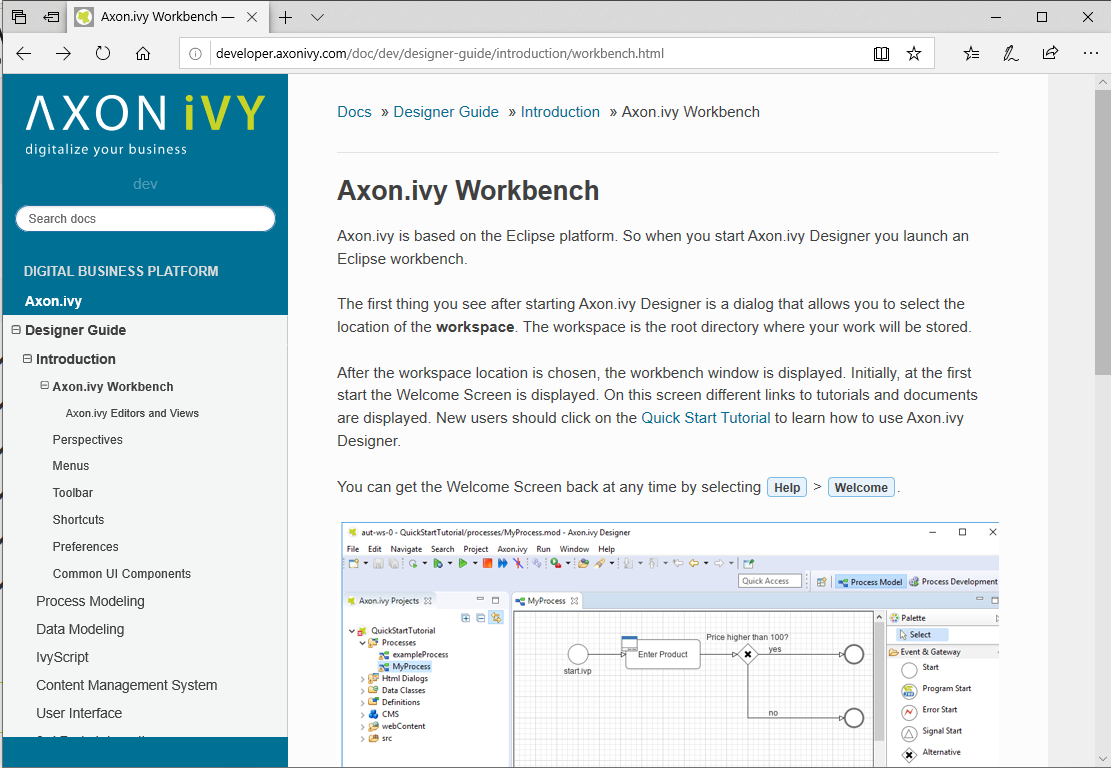 Axon.ivy Workbench —
developer.axonivy.com/doc/dev/designer-guide/introduction/workbench.html
AXON iVY
digitalize your business
dev
Search docs
DIGITAL BUSINESS PLATFORM
Axon.ivy
Designer Guide
Introduction
Axon.ivy Workbench
Axon.ivy Editors and Views
Perspectives
Menus
Toolbar
Shortcuts
Preferences
Common UI Components
Process Modeling
Data Modeling
IvyScript
Content Management System
User Interface
Docs » Designer Guide » Introduction » Axon.ivy Workbench
Axon.ivy Workbench
Axon.ivy is based on the Eclipse platform. So when you start Axon.ivy Designer you launch an
Eclipse workbench.
The first thing you see after starting Axon.ivy Designer is a dialog that allows you to select the
location of the workspace. The workspace is the root directory where your work will be stored.
After the workspace location is chosen, the workbench window is displayed. Initially, at the first
start the Welcome Screen is displayed. On this screen different links to tutorials and documents
are displayed. New users should click on the Quick Start Tutorial to learn how to use Axon.ivy
Designer.
You can get the Welcome Screen back at any time by selecting Help > Welcome .
aut-ws-0 - QuickStartTutorial/processes/MyProcess.mod - Axon.ivy Designer
File Edit Navigate Search Project Axon.ivy Run Window Help
Quick Access
Process Model
Process Development
Axon.ivy Projects
QuickStartTutorial
Processes
exampleProcess
MyProcess
Html Dialogs
Data Classes
Definitions
CMS
webContent
src
MyProcess
start.ivp
Enter Product
Price higher than 100?
yes
no
Palette
Select
Event & Gateway
Start
Program Start
Error Start
Signal Start
Alternative